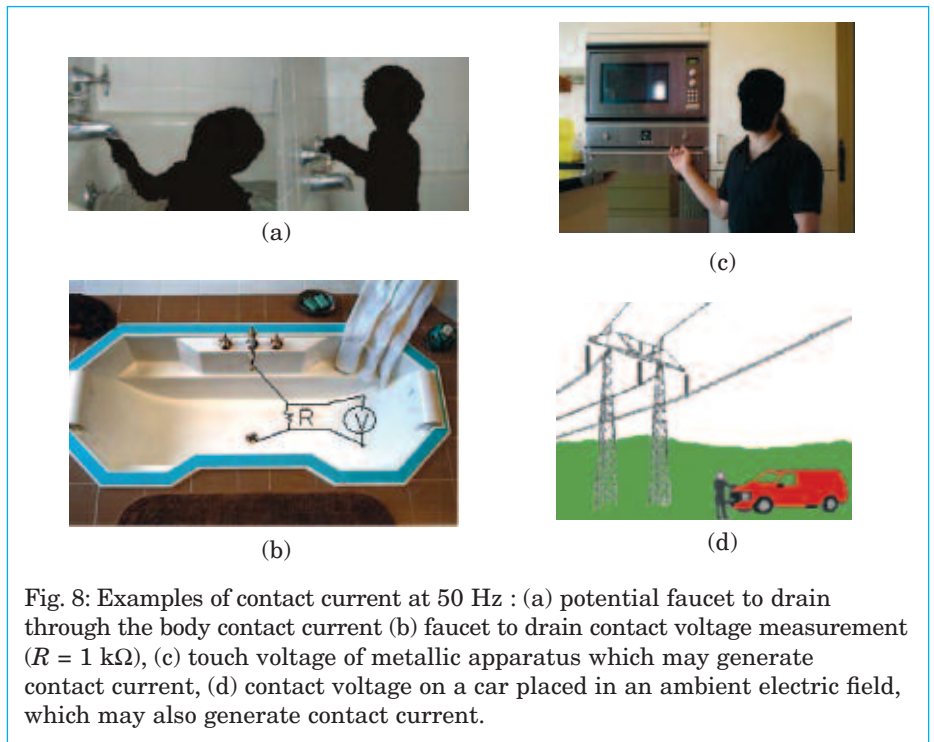 (a)
(c)
R
V
(b)
(d)
Fig. 8: Examples of contact current at 50 Hz : (a) potential faucet to drain
through the body contact current (b) faucet to drain contact voltage measurement
(R = 1 kΩ), (c) touch voltage of metallic apparatus which may generate
contact current, (d) contact voltage on a car placed in an ambient electric field,
which may also generate contact current.